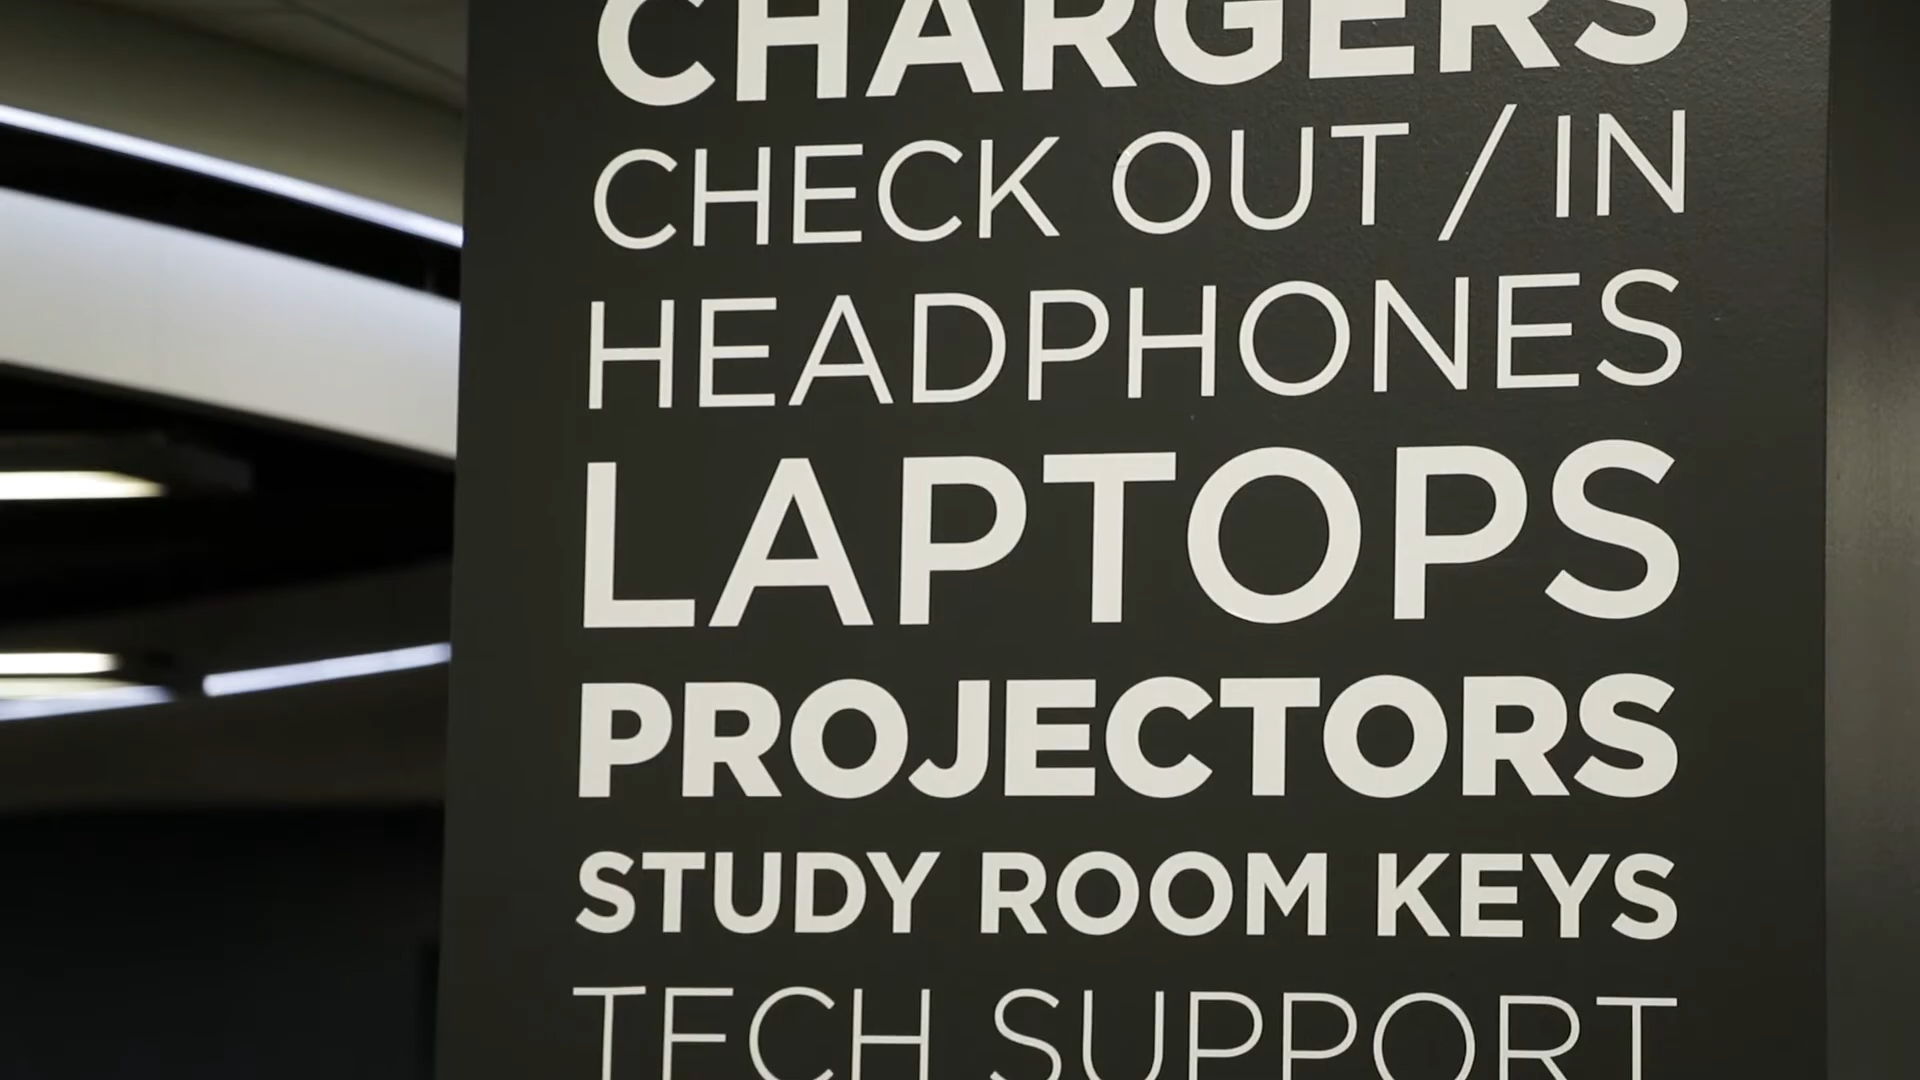 CHARGERS
CHECK OUT / IN
HEADPHONES
LAPTOPS
PROJECTORS
STUDY ROOM KEYS
TECH SUPPORT